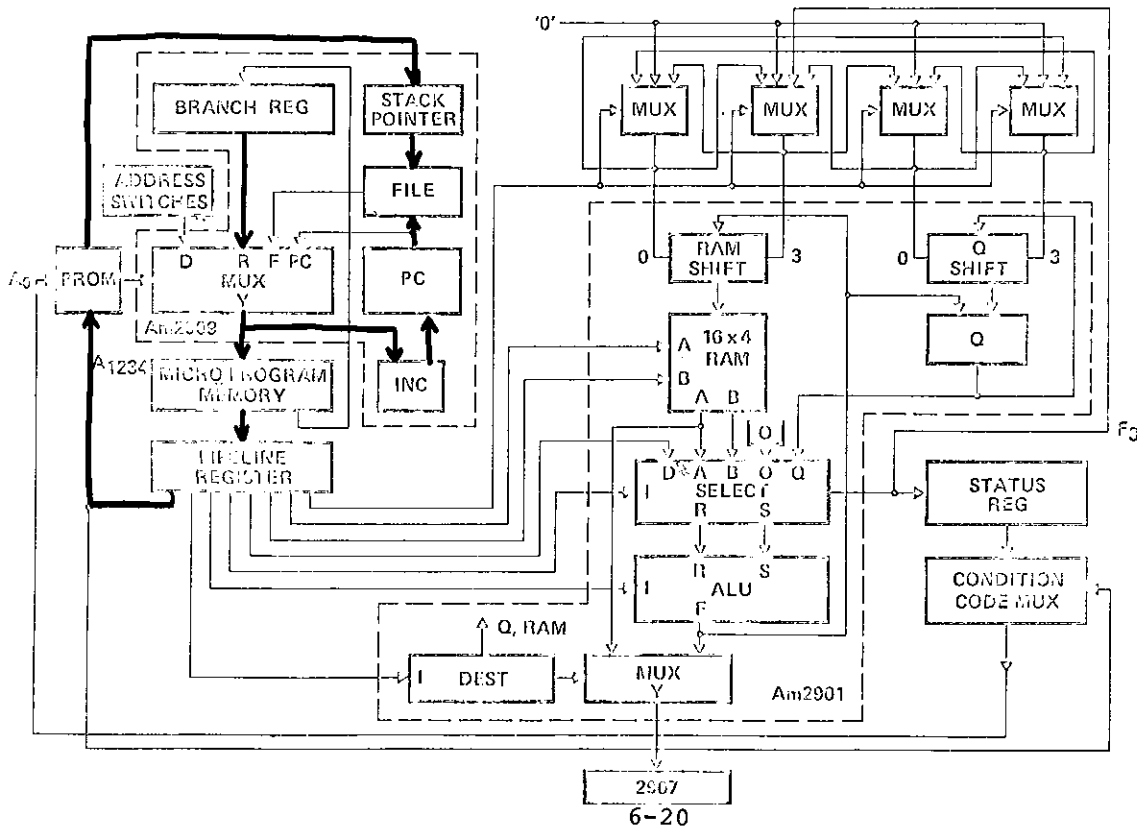 '0'
MUX
MUX
MUX
MUX
BRANCH REG
STACK
POINTER
ADDRESS
SWITCHES
FILE
D R F PC
MUX
Y
PROM
PC
INC
A1234
MICROPROGRAM
MEMORY
PIPELINE
REGISTER
0
RAM
SHIFT
3
0
Q
SHIFT
3
16 x 4
RAM
A
B
A B
Q
O
D A B O Q
I
SELECT
R S
R S
I
ALU
F
STATUS
REG
CONDITION
CODE MUX
F3
Q, RAM
I
DEST
MUX
Y
Am2901
2907
6-20